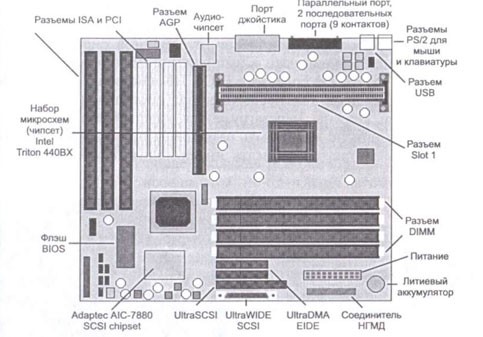 Разъемы ISA и PCI
Разъем
AGP
Аудио-
чипсет
Порт
джойстика
Параллельный порт,
2 последовательных
порта (9 контактов)
Разъемы
PS/2 для
мыши
и клавиатуры
Разъем
USB
Набор
микросхем
(чипсет)
Intel
Triton 440BX
Разъем
Slot 1
Флэш
BIOS
Разъем
DIMM
Питание
Литиевый
аккумулятор
Adaptec AIC-7880
SCSI chipset
UltraSCSI
UltraWIDE
SCSI
UltraDMA
EIDE
Соединитель
НГМД